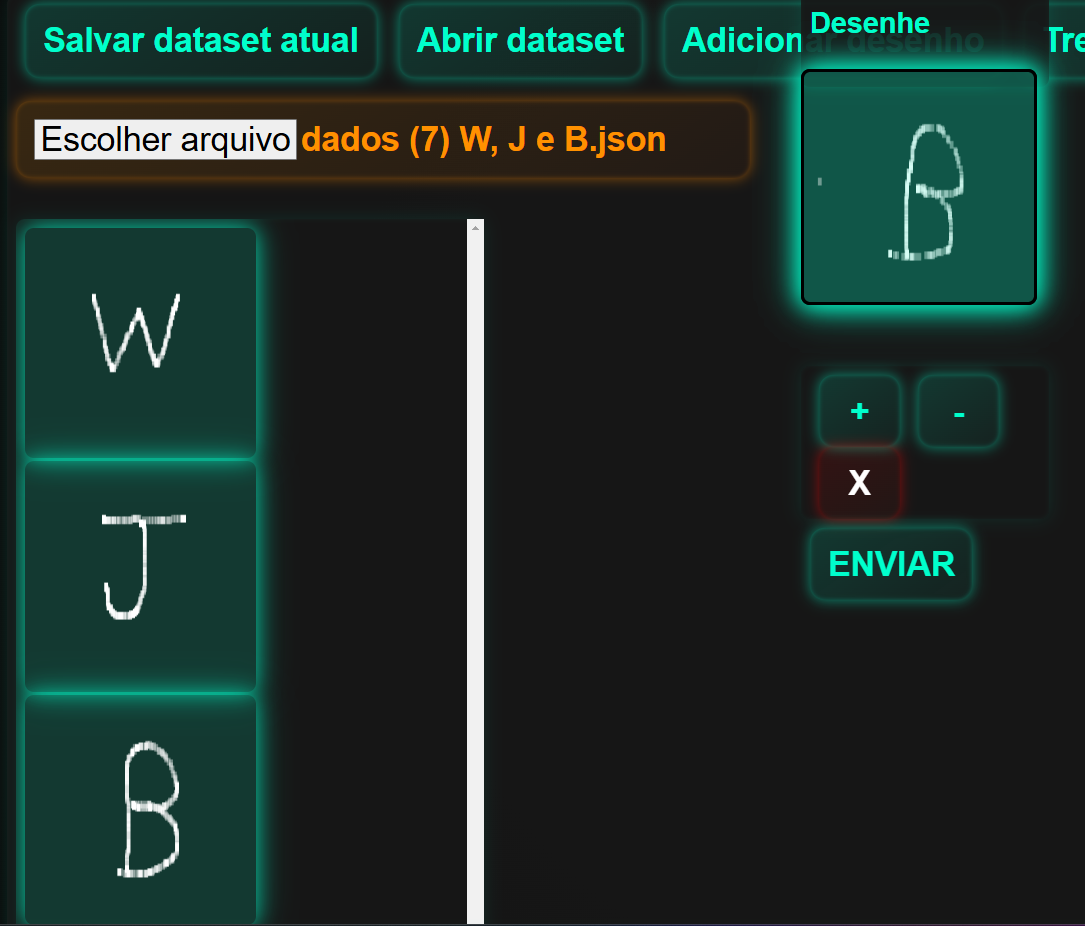 Salvar dataset atual Abrir dataset Adicionar desenho Tre
Desenhe
Escolher arquivo dados (7) W, J e B.json
B
W
J
B
+ -
X
ENVIAR